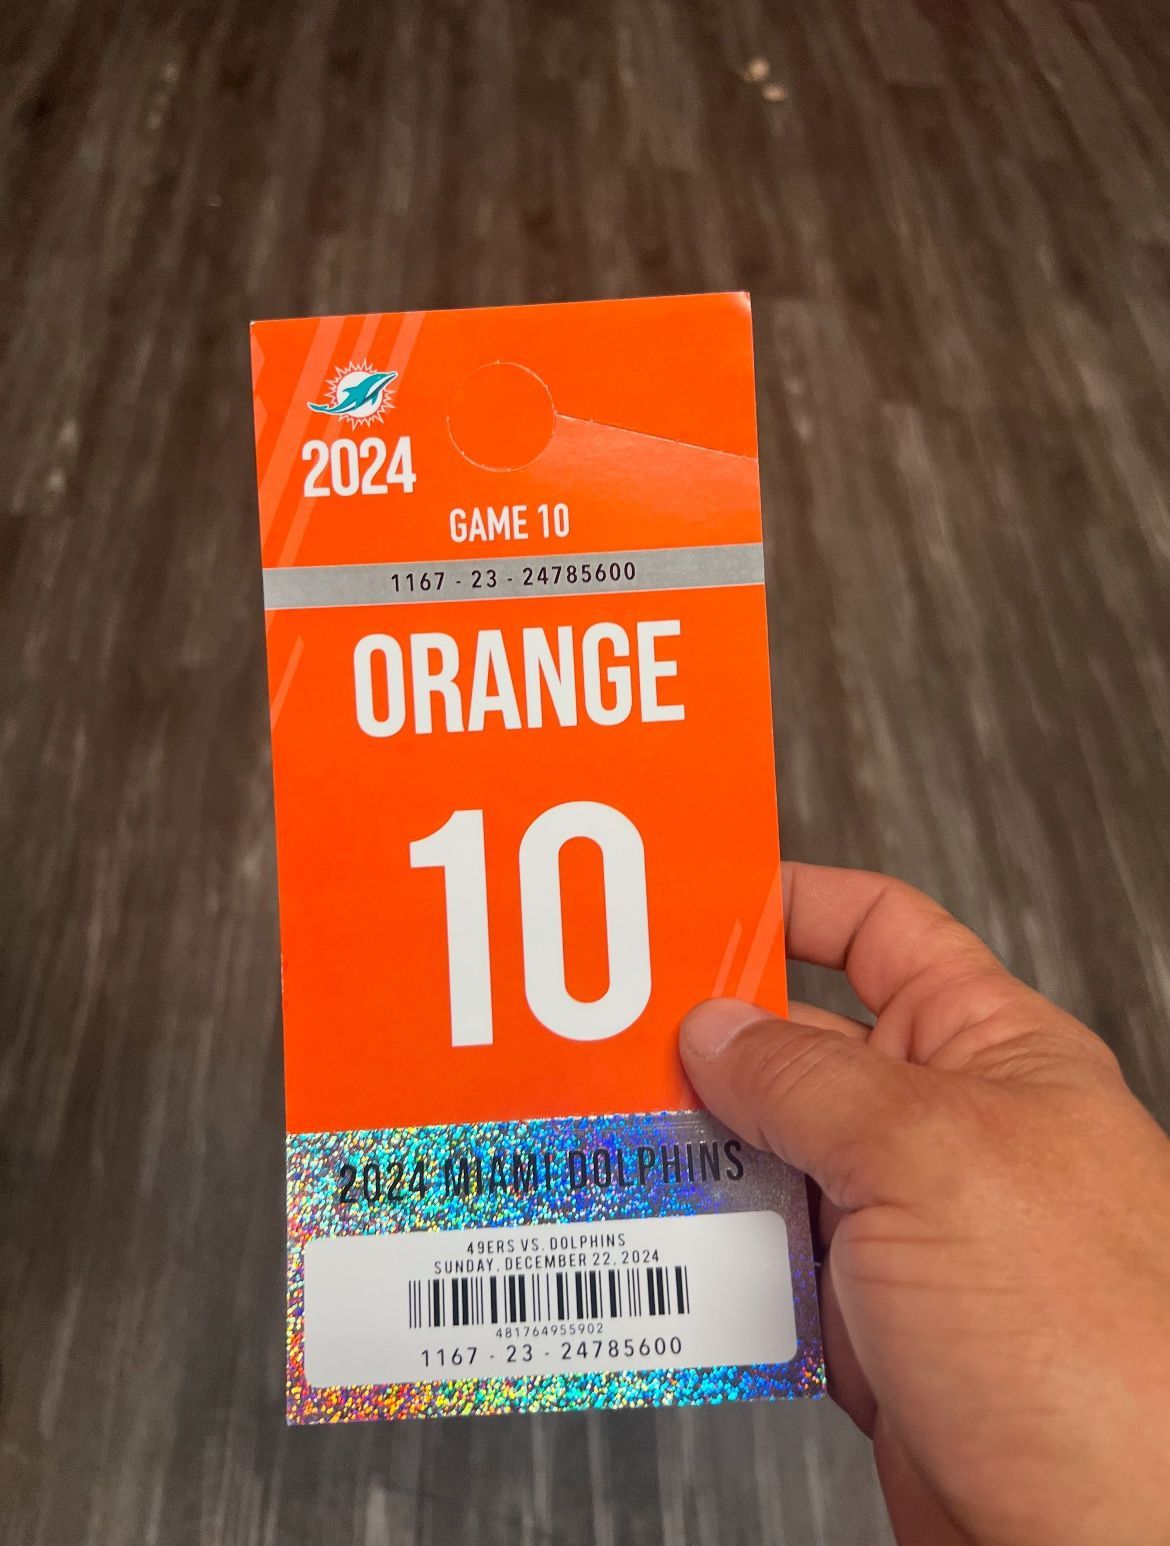 2024
GAME 10
1167 - 23 - 24785600
ORANGE
10
2024 MIAMI DOLPHINS
49ERS VS. DOLPHINS
SUNDAY, DECEMBER 22, 2024
481764955902
1167 - 23 - 24785600